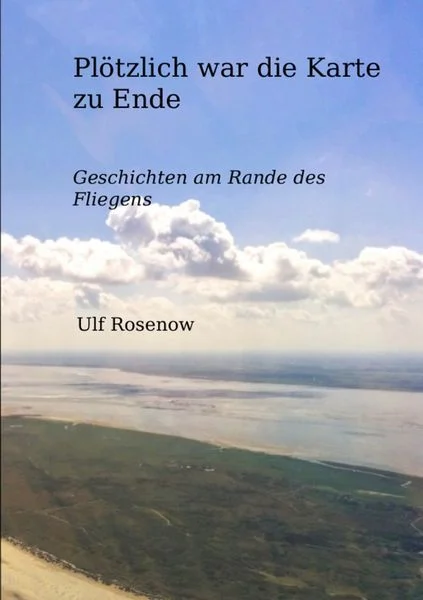 Plötzlich war die Karte
zu Ende
Geschichten am Rande des
Fliegens
Ulf Rosenow